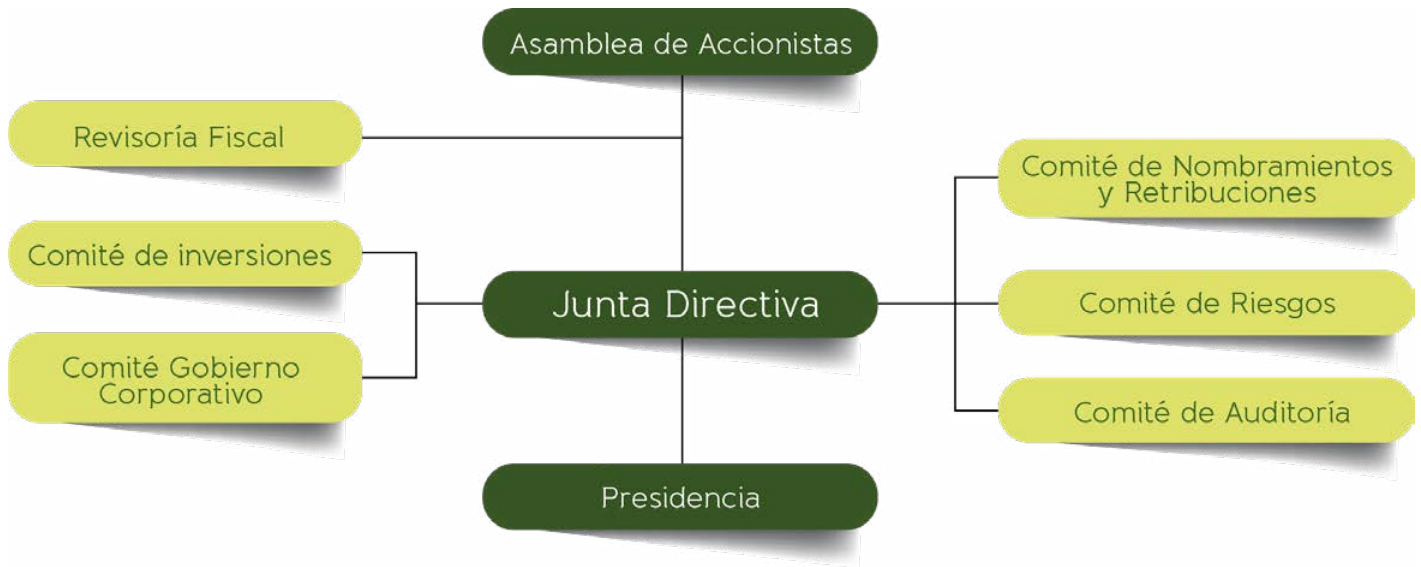 Asamblea de Accionistas
Revisoría Fiscal
Comité de inversiones
Comité Gobierno
Corporativo
Junta Directiva
Comité de Nombramientos
y Retribuciones
Comité de Riesgos
Comité de Auditoría
Presidencia